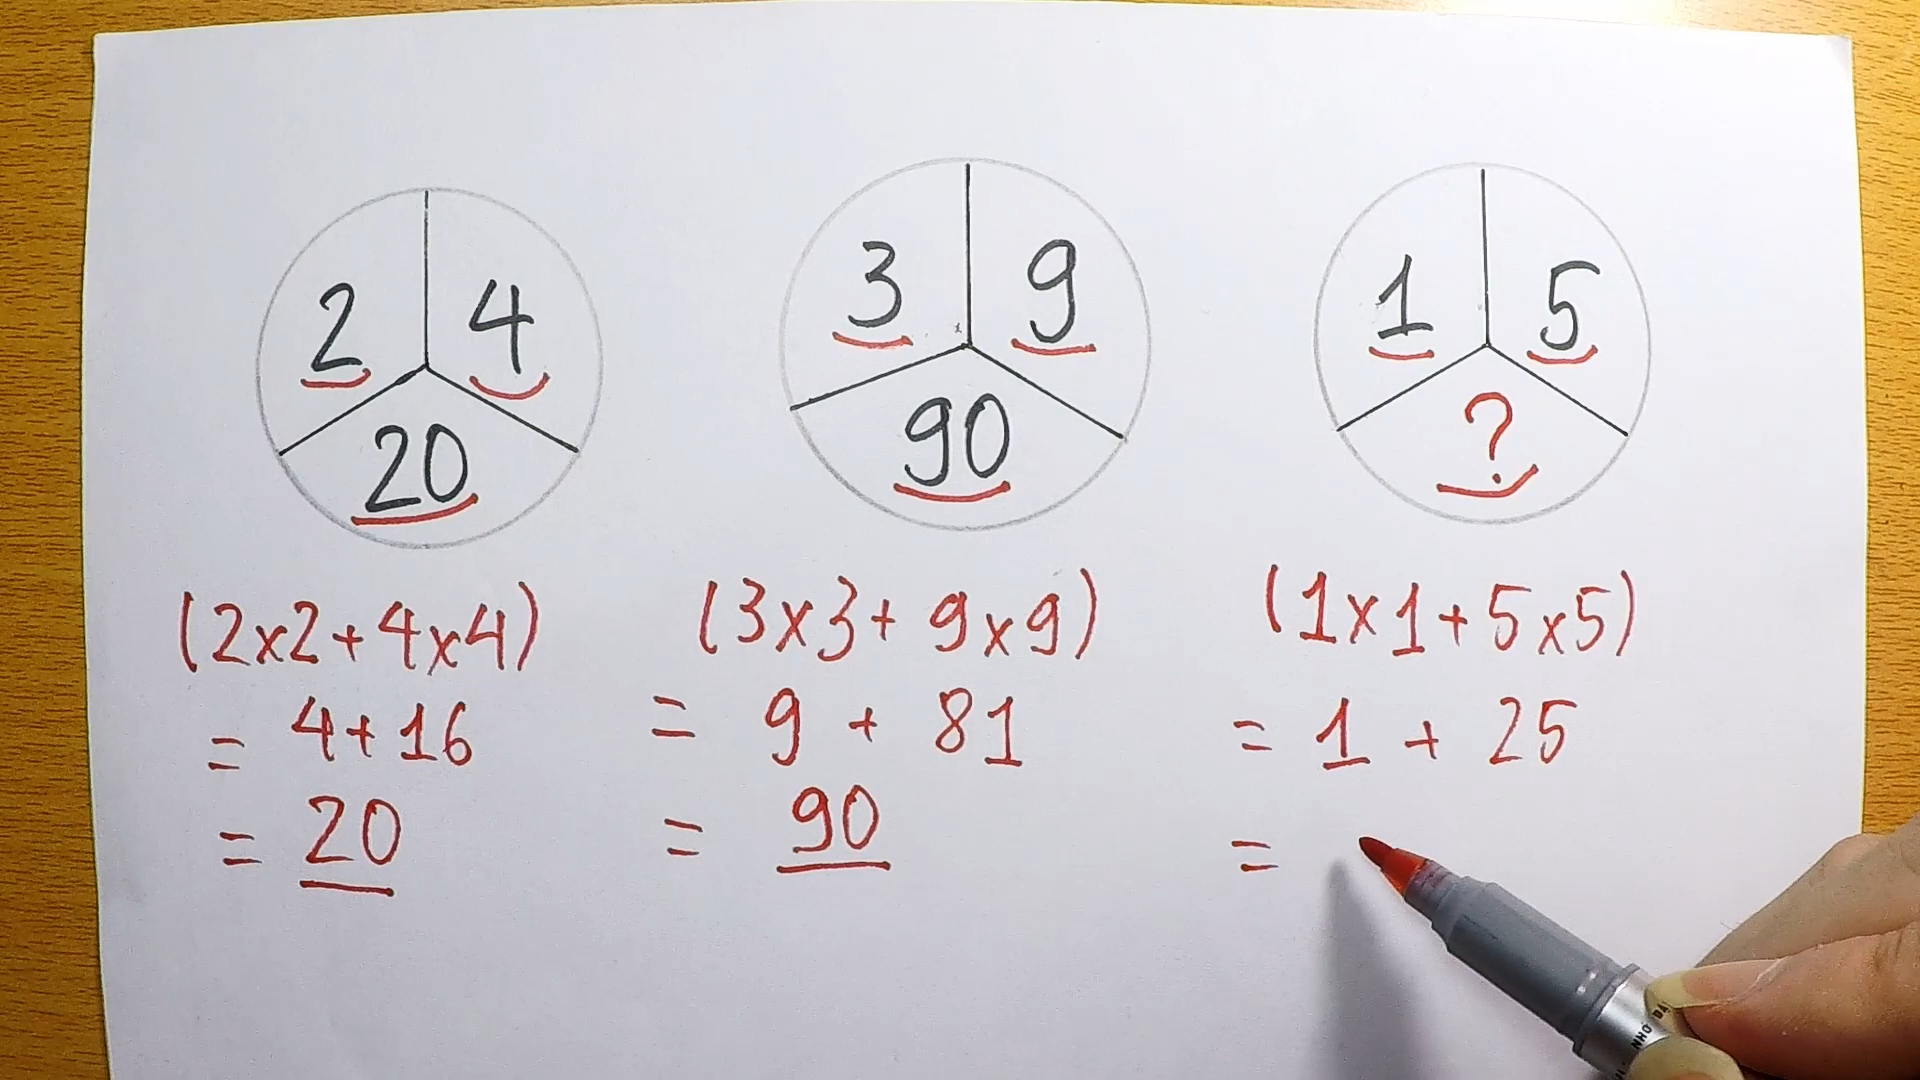 2 4
20
3 9
90
1 5
?
(2x2+4x4)
= 4+16
= 20
(3x3+ 9x9)
= 9 + 81
= 90
(1x1+5x5)
= 1 + 25
=